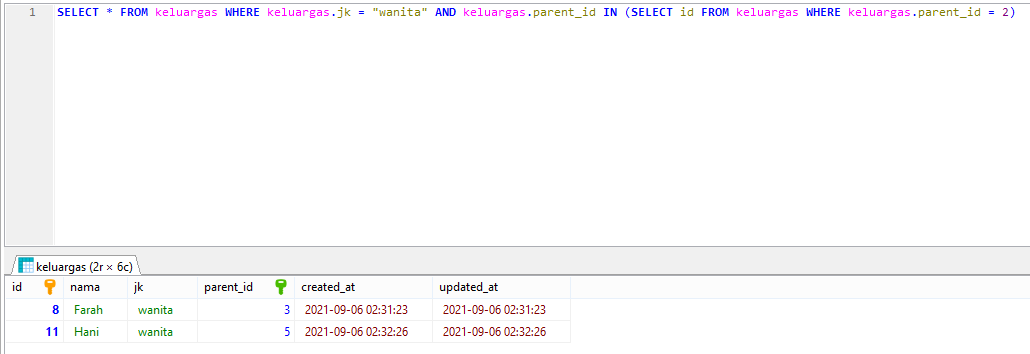 1 SELECT * FROM keluargas WHERE keluargas.jk = "wanita" AND keluargas.parent_id IN (SELECT id FROM keluargas WHERE keluargas.parent_id = 2)
keluargas (2r × 6c)
id nama jk parent_id created_at updated_at
8 Farah wanita 3 2021-09-06 02:31:23 2021-09-06 02:31:23
11 Hani wanita 5 2021-09-06 02:32:26 2021-09-06 02:32:26